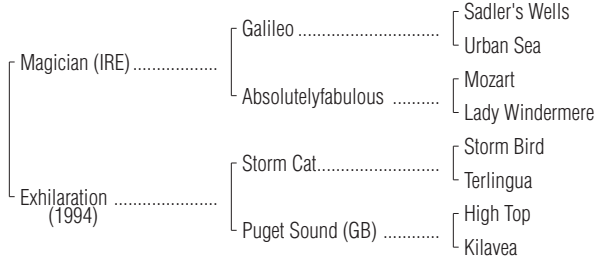 Sadler's Wells
Galileo ................................
Urban Sea
Magician (IRE) ..................
Mozart
Absolutelyfabulous ..........
Lady Windermere
Storm Bird
Storm Cat............................
Terlingua
Exhilaration ......................
(1994)
High Top
Puget Sound (GB) ............
Kilavea